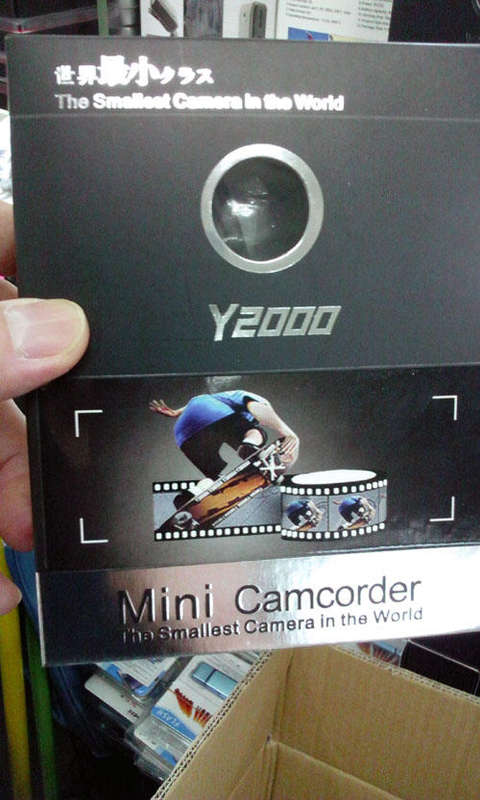 世界最小クラス
The Smallest Camera in the World
Y2000
Mini Camcorder
The Smallest Camera in the World
FLASH